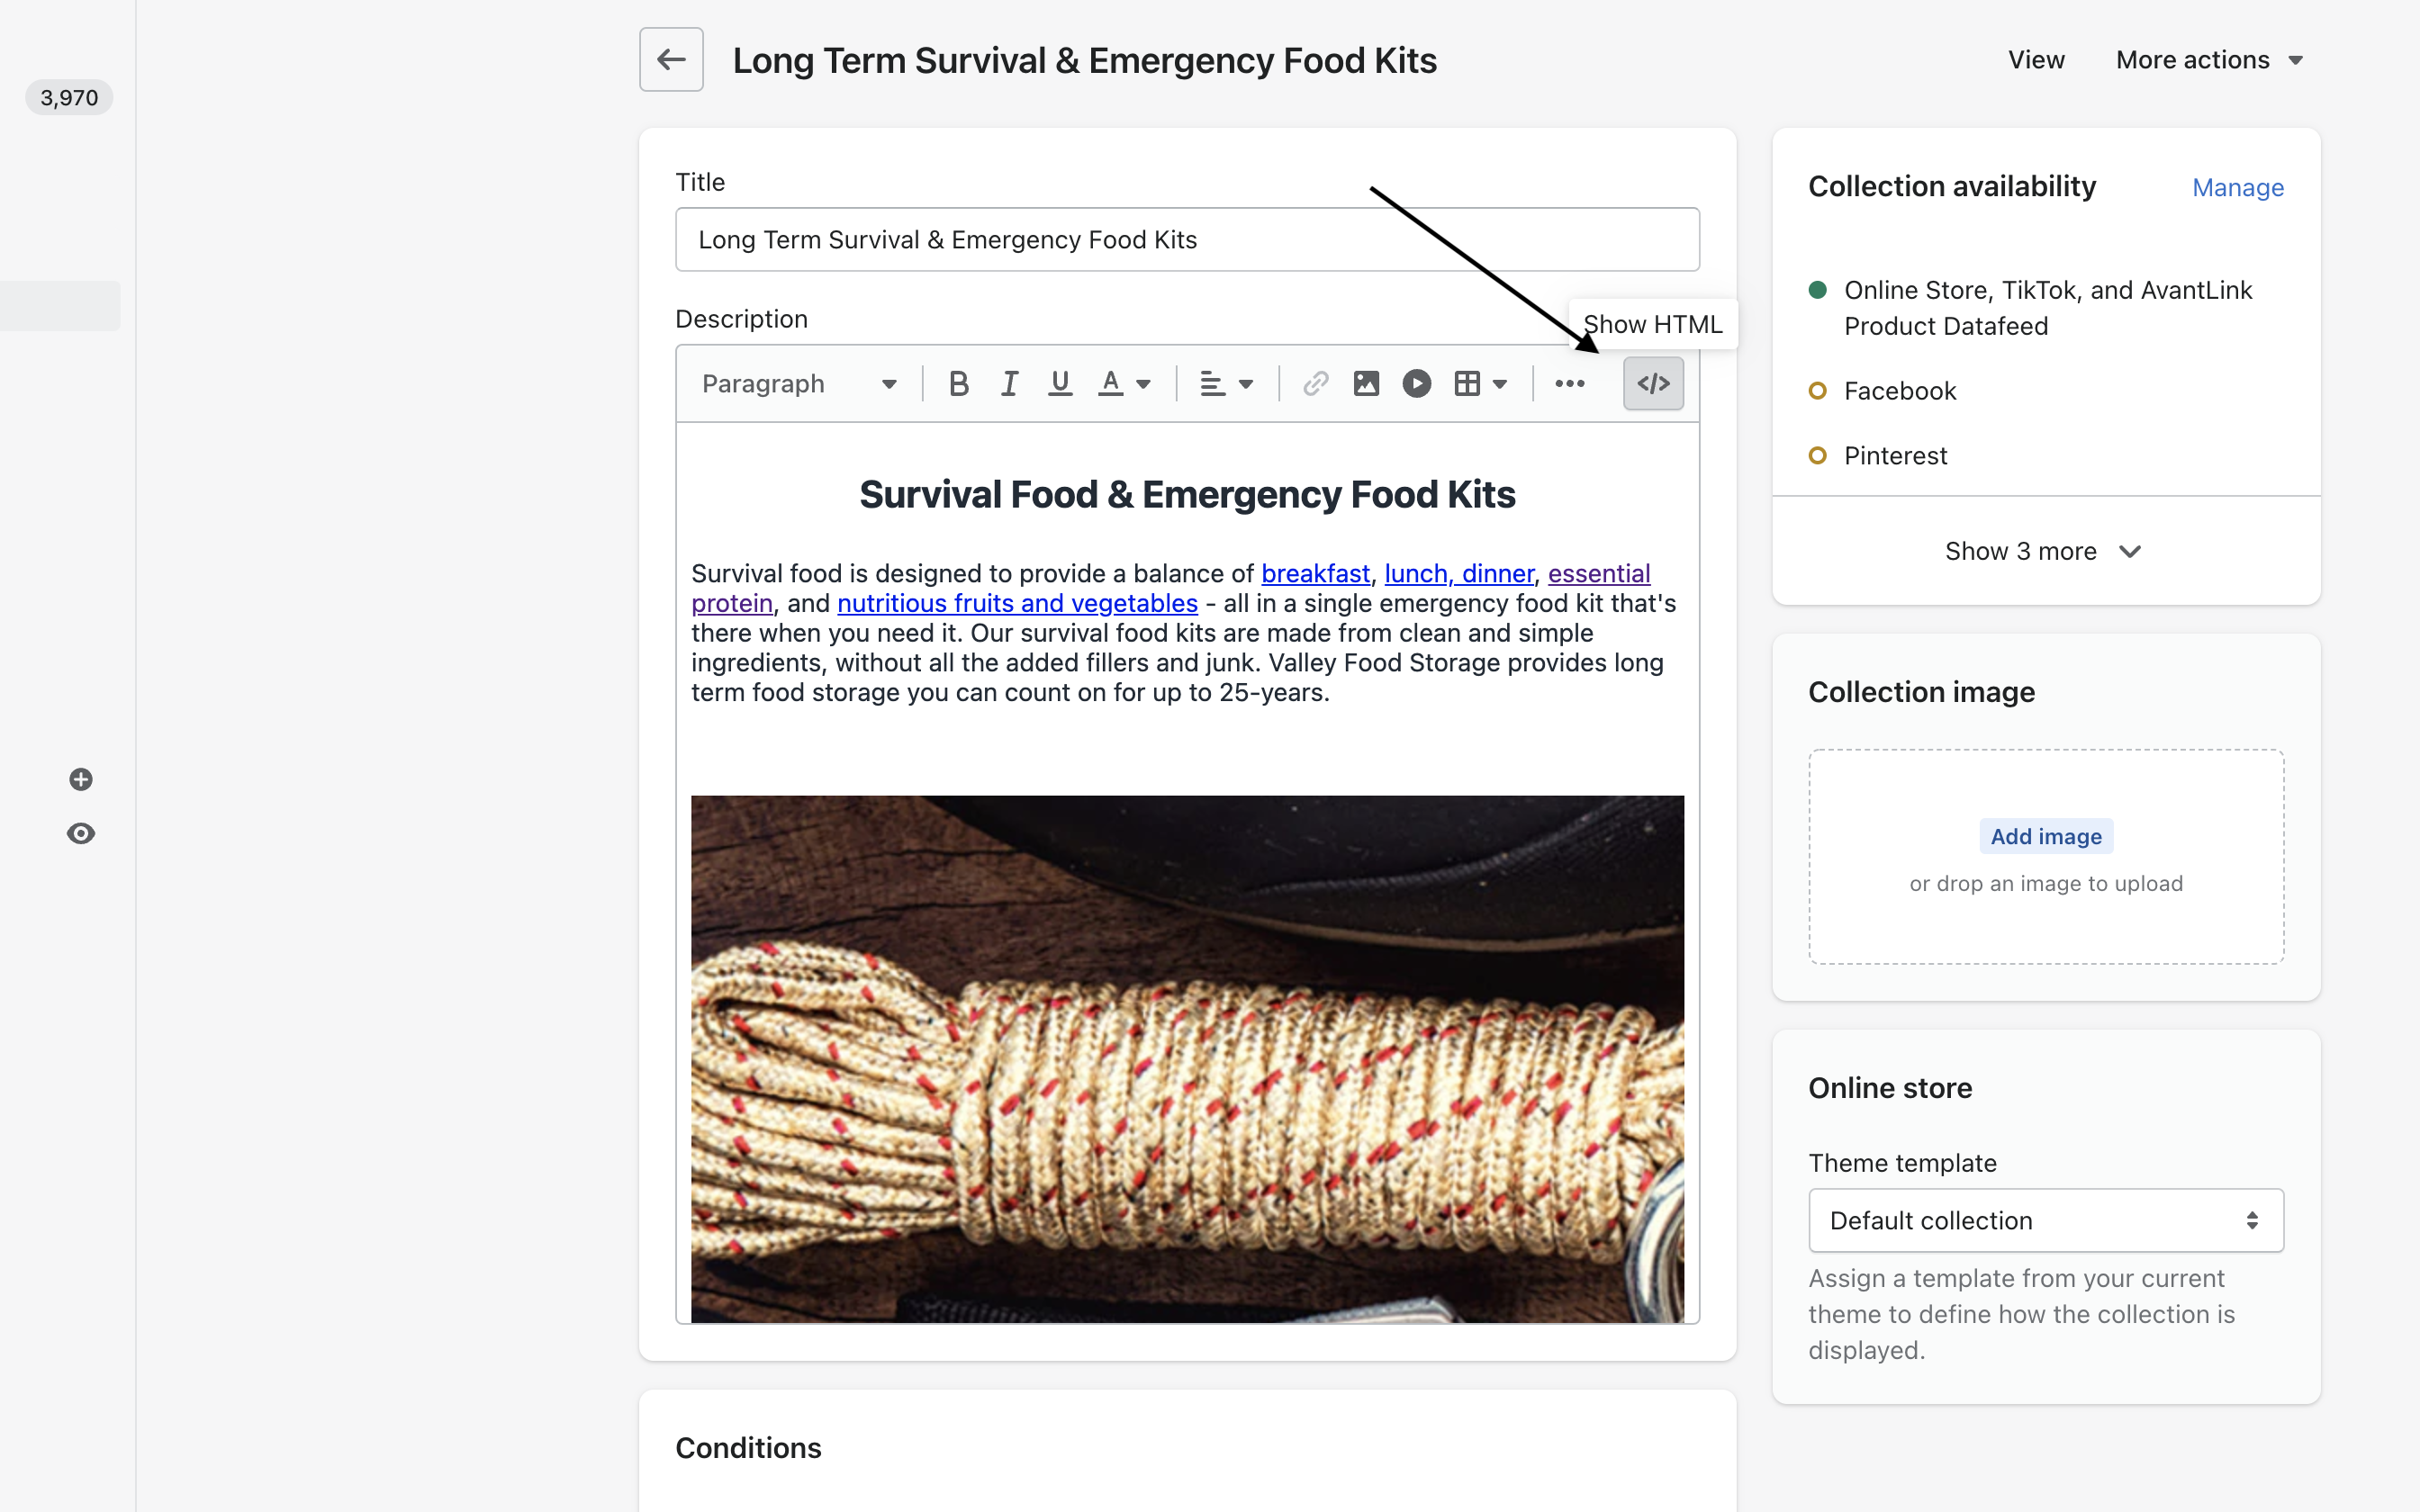 3,970
Long Term Survival & Emergency Food Kits
View
More actions
Title
Long Term Survival & Emergency Food Kits
Description
Show HTML
Paragraph
B I U A
Survival Food & Emergency Food Kits
Survival food is designed to provide a balance of breakfast, lunch, dinner, essential
protein, and nutritious fruits and vegetables - all in a single emergency food kit that's
there when you need it. Our survival food kits are made from clean and simple
ingredients, without all the added fillers and junk. Valley Food Storage provides long
term food storage you can count on for up to 25-years.
Conditions
Collection availability
Manage
Online Store, TikTok, and AvantLink
Product Datafeed
Facebook
Pinterest
Show 3 more
Collection image
Add image
or drop an image to upload
Online store
Theme template
Default collection
Assign a template from your current
theme to define how the collection is
displayed.